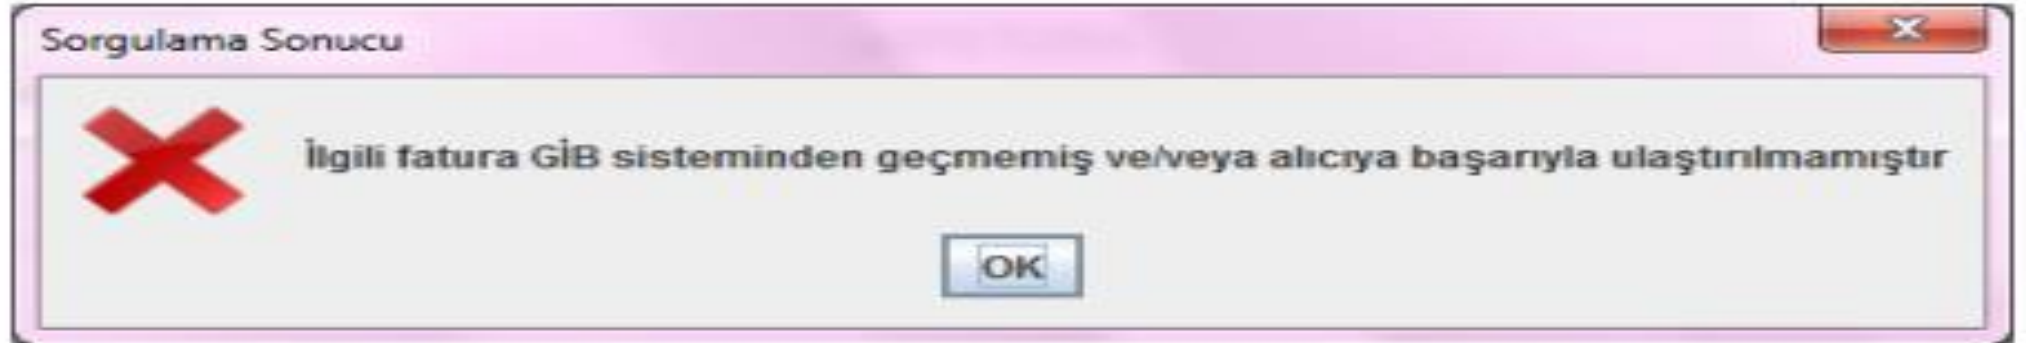 Sorgulama Sonucu
İlgili fatura GİB sisteminden geçmemiş ve/veya alıcıya başarıyla ulaştırılmamıştır
OK